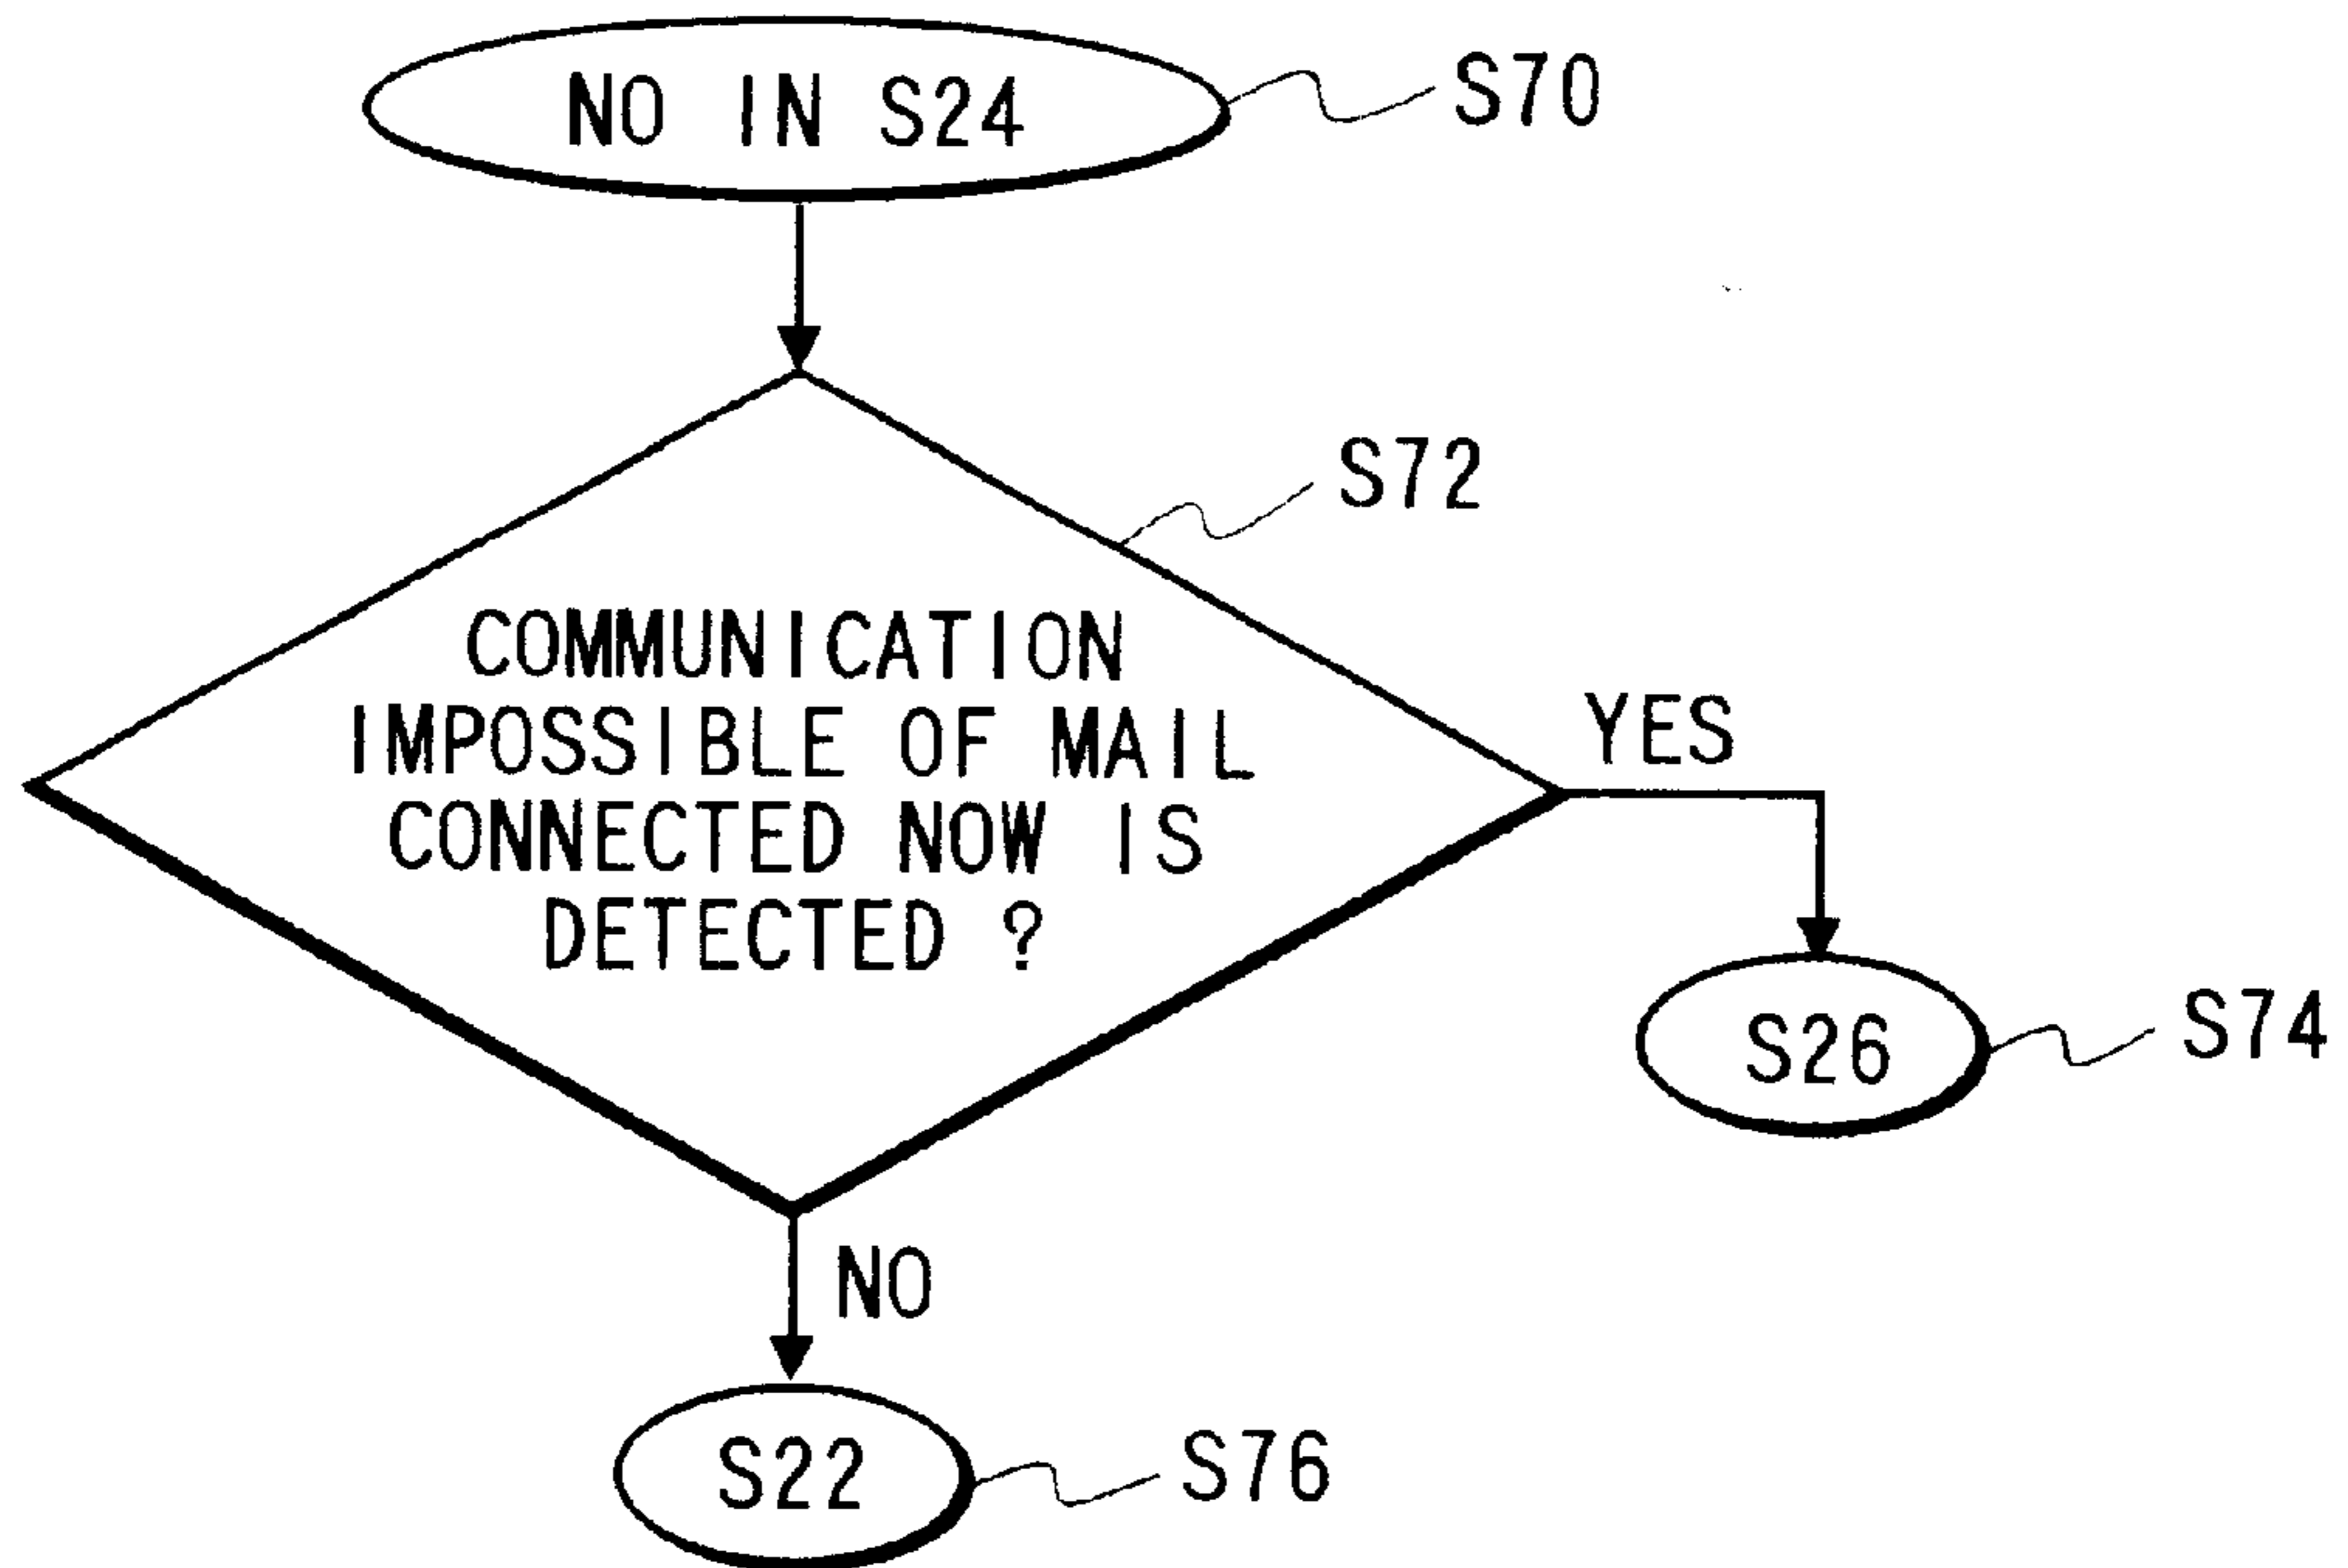 NO IN S24
S70
S72
COMMUNICATION
IMPOSSIBLE OF MAIL
CONNECTED NOW IS
DETECTED ?
YES
S26
S74
NO
S22
S76